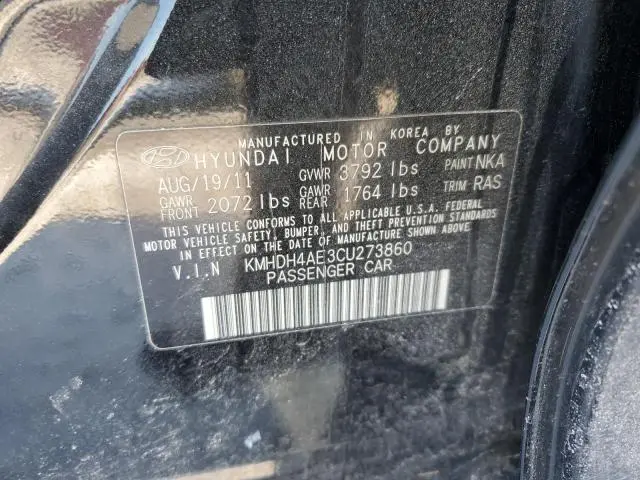 MANUFACTURED IN KOREA BY
HYUNDAI MOTOR COMPANY
AUG/19/11 GVWR 3792 lbs PAINT NKA
GAWR FRONT 2072 lbs GAWR REAR 1764 lbs TRIM RAS
THIS VEHICLE CONFORMS TO ALL APPLICABLE U.S.A. FEDERAL
MOTOR VEHICLE SAFETY, BUMPER, AND THEFT PREVENTION STANDARDS
IN EFFECT ON THE DATE OF MANUFACTURE SHOWN ABOVE.
V.I.N KMHDH4AE3CU273860
PASSENGER CAR